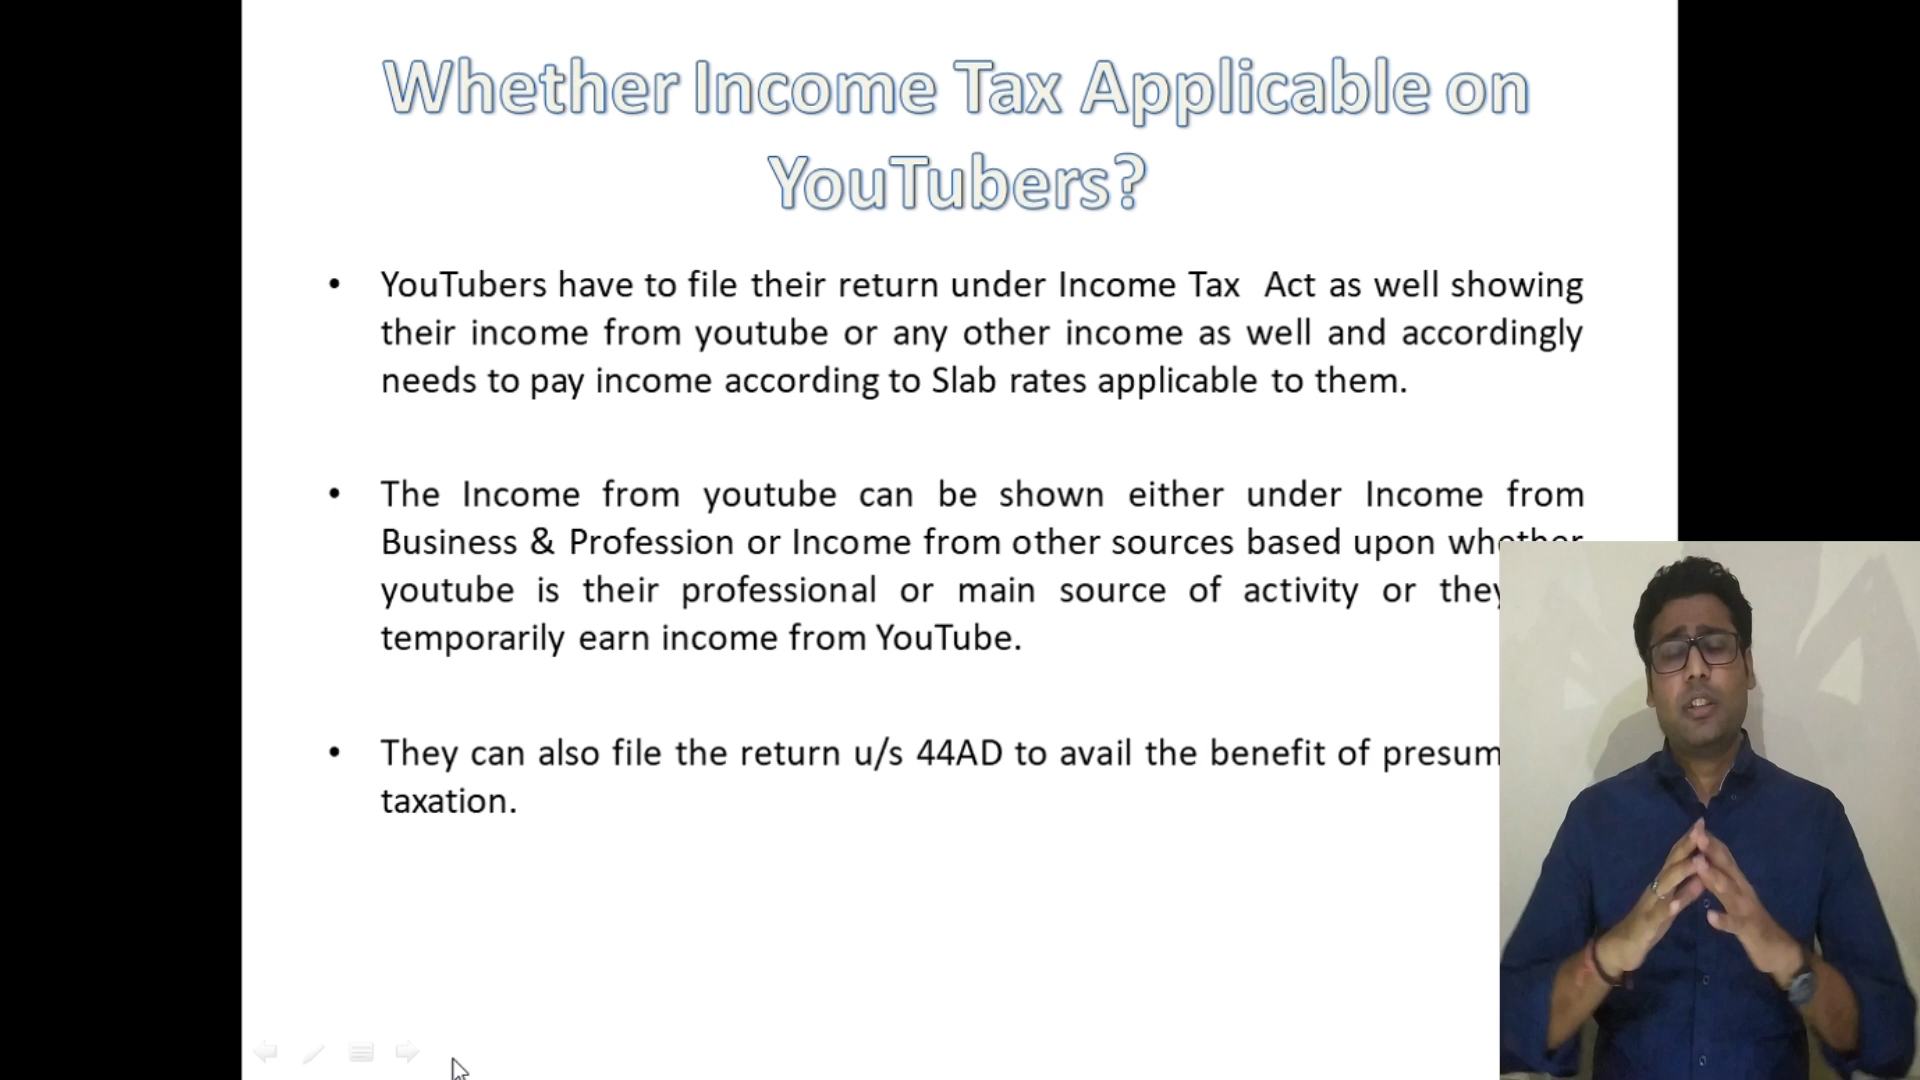 Whether Income Tax Applicable on
YouTubers?
• YouTubers have to file their return under Income Tax Act as well showing
their income from youtube or any other income as well and accordingly
needs to pay income according to Slab rates applicable to them.
• The Income from youtube can be shown either under Income from
Business & Profession or Income from other sources based upon whether
youtube is their professional or main source of activity or they
temporarily earn income from YouTube.
• They can also file the return u/s 44AD to avail the benefit of presum
taxation.